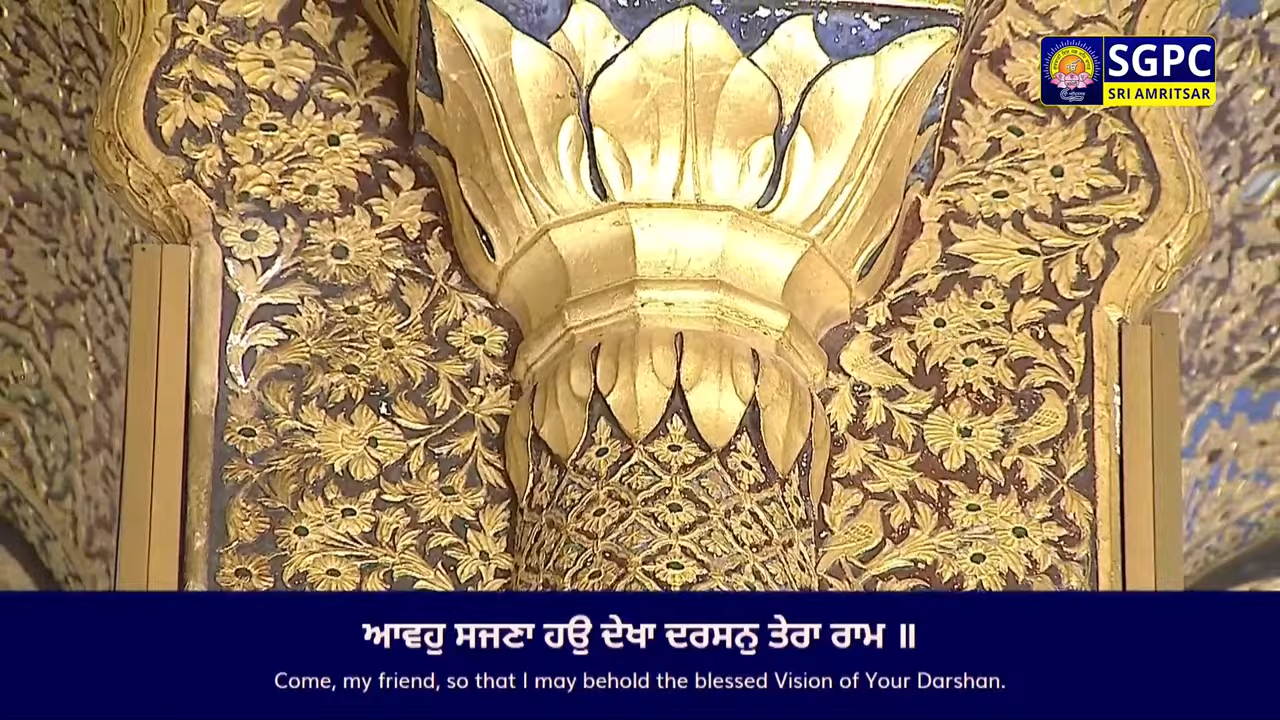 SGPC
SRI AMRITSAR
ਆਵਹੁ ਸਜਣਾ ਹਉ ਦੇਖਾ ਦਰਸਨੁ ਤੇਰਾ ਰਾਮ ॥
Come, my friend, so that I may behold the blessed Vision of Your Darshan.